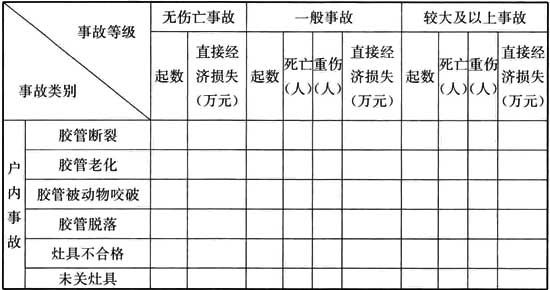 事故等级
事故类别
无伤亡事故 一般事故 较大及以上事故
起数 直接经济损失(万元) 起数 死亡(人) 重伤(人) 直接经济损失(万元) 起数 死亡(人) 重伤(人) 直接经济损失(万元)
户内事故
胶管断裂
胶管老化
胶管被动物咬破
胶管脱落
灶具不合格
未关灶具